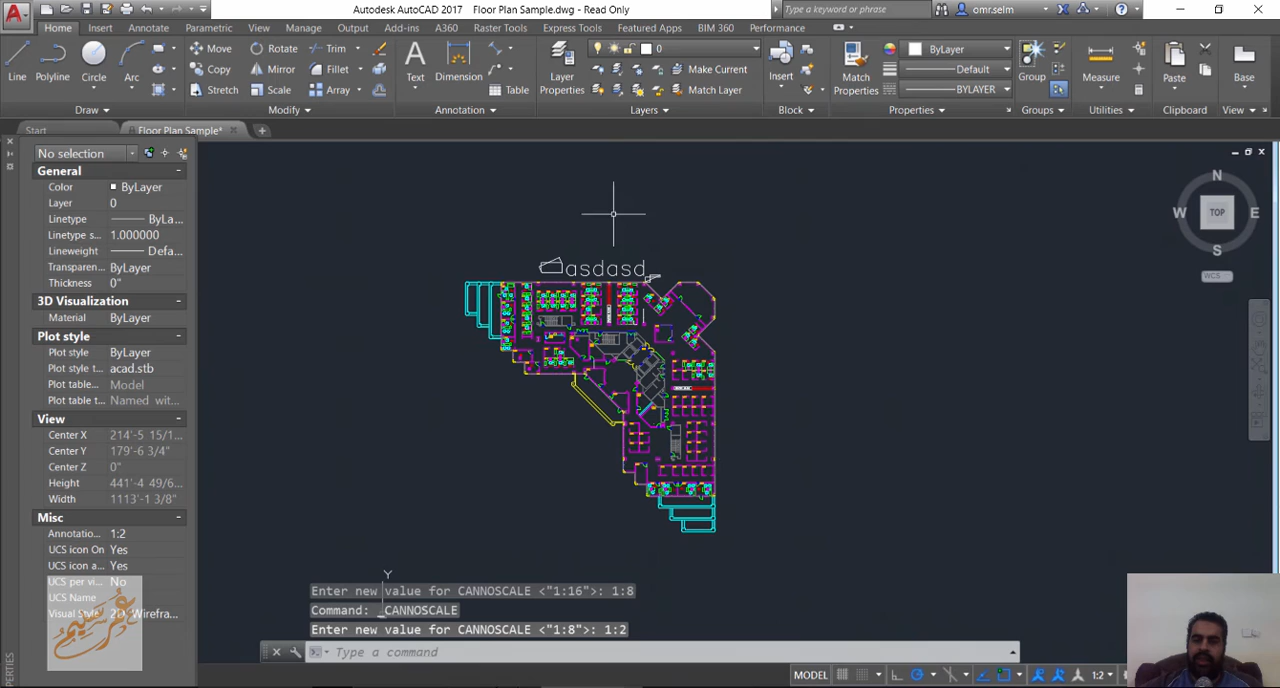 Autodesk AutoCAD 2017 Floor Plan Sample.dwg - Read Only
Type a keyword or phrase
omr.selm
Home Insert Annotate Parametric View Manage Output Add-ins A360 Raster Tools Express Tools Featured Apps BIM 360 Performance
Line Polyline Circle Arc
Move Rotate Trim
Copy Mirror Fillet
Stretch Scale Array
Text Dimension Table
Layer Properties
0
Make Current
Match Layer
Insert
Match Properties
ByLayer
Default
BYLAYER
Group
Measure
Paste
Base
Draw Modify Annotation Layers Block Properties Groups Utilities Clipboard View
Start Floor Plan Sample*
No selection
General
Color ByLayer
Layer 0
Linetype ByLa...
Linetype s... 1.000000
Lineweight Defa...
Transparen... ByLayer
Thickness 0"
3D Visualization
Material ByLayer
Plot style
Plot style ByLayer
Plot style t... acad.stb
Plot table... Model
Plot table t... Named wit...
View
Center X 214'-5 15/1...
Center Y 179'-6 3/4"
Center Z 0"
Height 441'-4 49/6...
Width 1113'-1 3/8"
Misc
Annotatio... 1:2
UCS icon On Yes
UCS icon a... Yes
UCS per vi... No
UCS Name
Visual Style 2D Wirefra...
asdasd
N
W TOP E
S
WCS
Y
Enter new value for CANNOSCALE <"1:16">: 1:8
Command: _CANNOSCALE
Enter new value for CANNOSCALE <"1:8">: 1:2
Type a command
MODEL
1:2
PROPERTIES